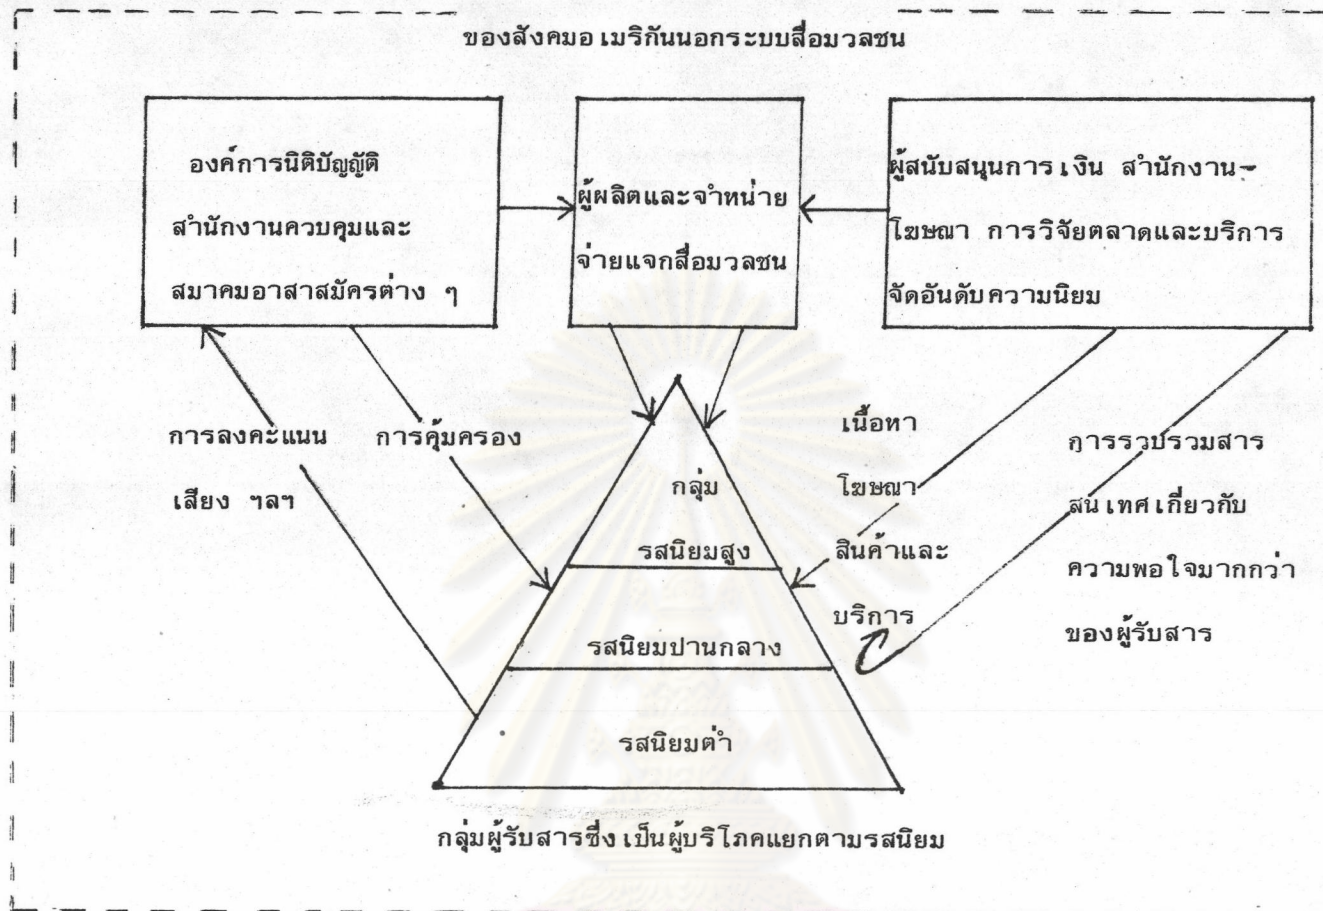 ของสังคมอเมริกันนอกระบบสื่อมวลชน
องค์การนิติบัญญัติ
สำนักงานควบคุมและ
สมาคมอาสาสมัครต่าง ๆ
ผู้ผลิตและจำหน่าย
จ่ายแจกสื่อมวลชน
ผู้สนับสนุนการเงิน สำนักงาน-
โฆษณา การวิจัยตลาดและบริการ
จัดอันดับความนิยม
การลงคะแนน
เสียง ฯลฯ
การคุ้มครอง
เนื้อหา
โฆษณา
สินค้าและ
บริการ
การรวบรวมสาร
สนเทศเกี่ยวกับ
ความพอใจมากกว่า
ของผู้รับสาร
กลุ่ม
รสนิยมสูง
รสนิยมปานกลาง
รสนิยมต่ำ
กลุ่มผู้รับสารซึ่งเป็นผู้บริโภคแยกตามรสนิยม